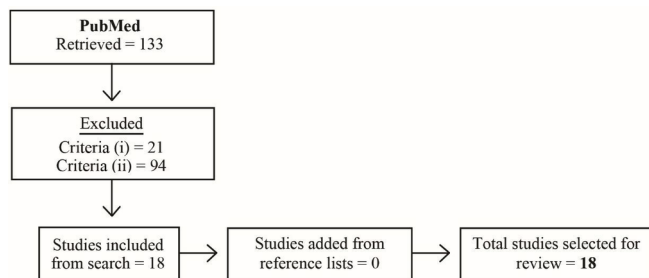 PubMed
Retrieved = 133
Excluded
Criteria (i) = 21
Criteria (ii) = 94
Studies included
from search = 18
Studies added from
reference lists = 0
Total studies selected for
review = 18